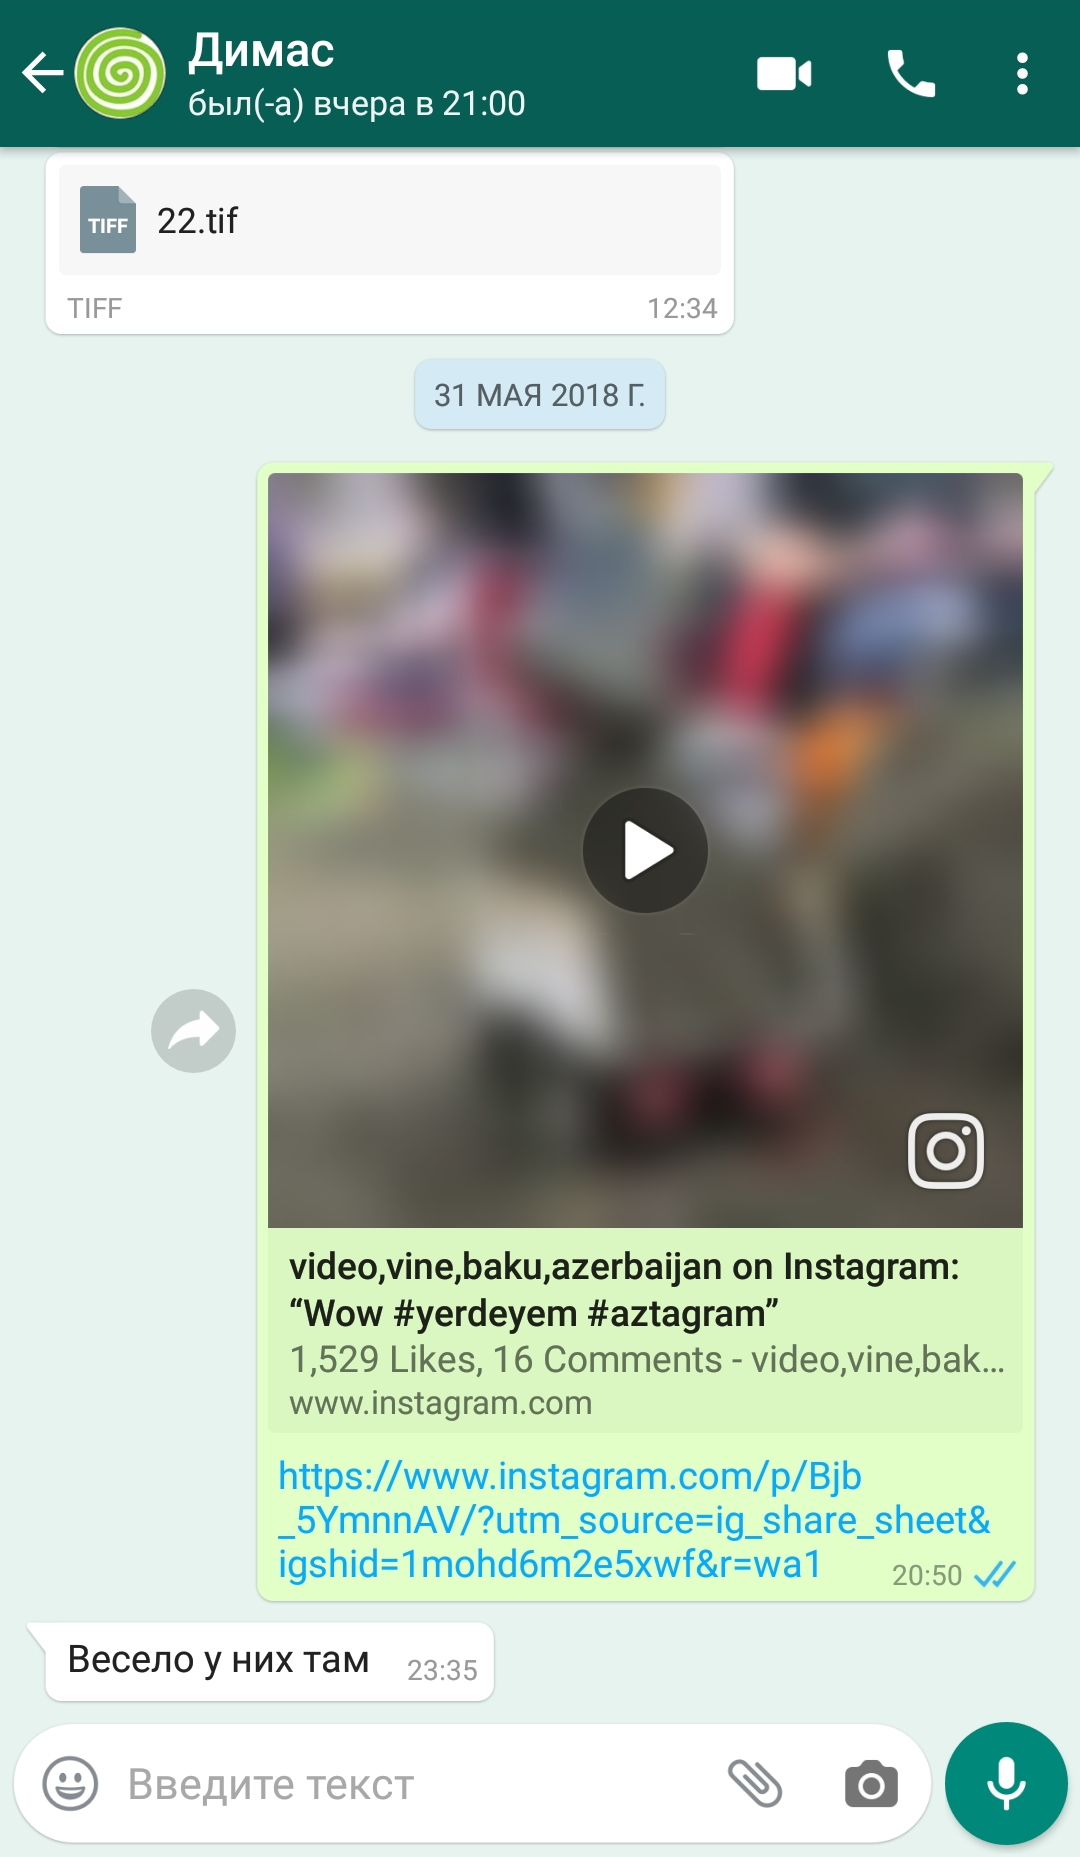 Димас
был(-а) вчера в 21:00
TIFF
22.tif
TIFF
12:34
31 МАЯ 2018 Г.
video,vine,baku,azerbaijan on Instagram:
“Wow #yerdeyem #aztagram”
1,529 Likes, 16 Comments - video,vine,bak...
www.instagram.com
https://www.instagram.com/p/Bjb
_5YmnnAV/?utm_source=ig_share_sheet&
igshid=1mohd6m2e5xwf&r=wa1
20:50
Весело у них там
23:35
Введите текст